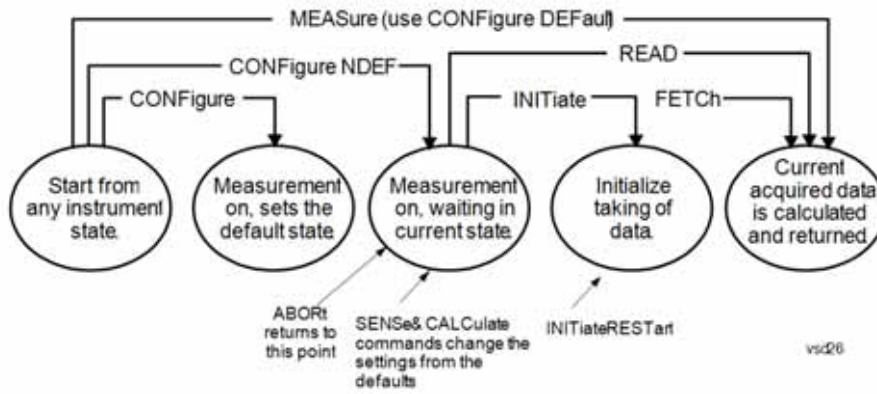 MEASure (use CONFigure DEFault)
CONFigure NDEF
READ
CONFigure
INITiate
FETCh
Start from
any instrument
state.
Measurement
on, sets the
default state.
Measurement
on, waiting in
current state.
Initialize
taking of
data.
Current
acquired data
is calculated
and returned.
ABORt
returns to
this point
SENSe& CALCulate
commands change the
settings from the
defaults
INITiateRESTart
vsd26